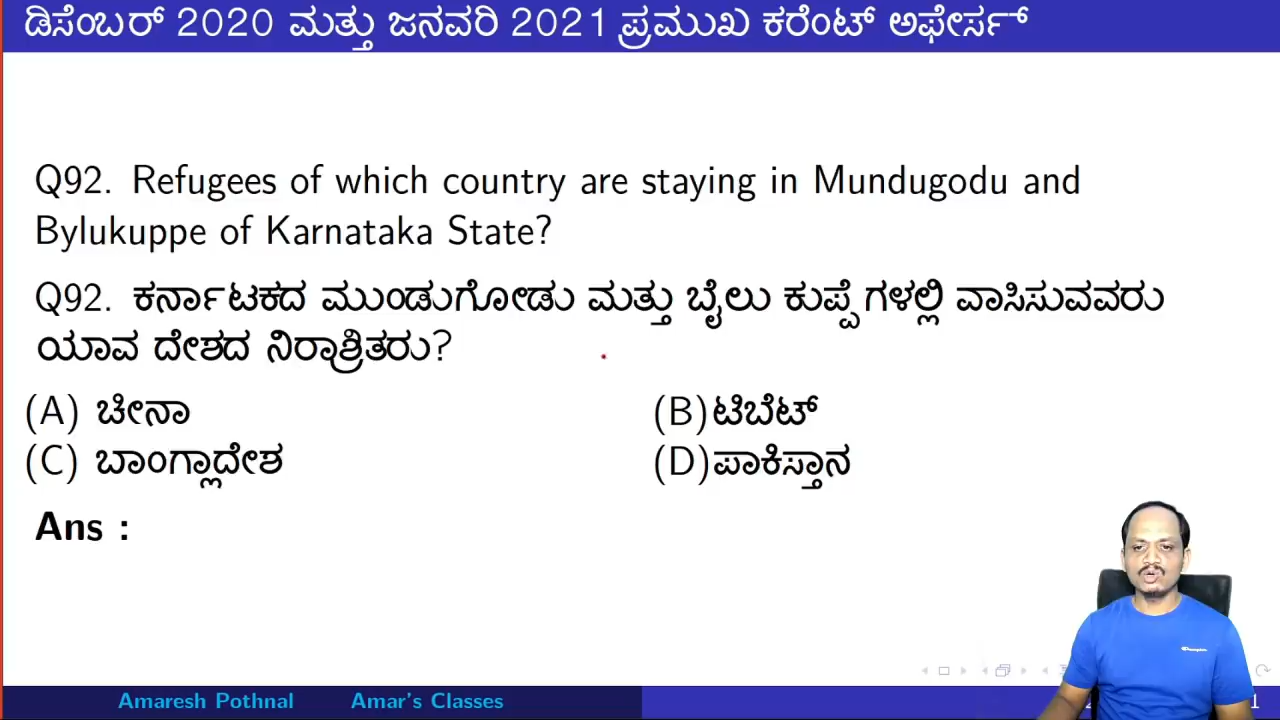 ಡಿಸೆಂಬರ್ 2020 ಮತ್ತು ಜನವರಿ 2021 ಪ್ರಮುಖ ಕರೆಂಟ್ ಅಫೇರ್ಸ್
Q92. Refugees of which country are staying in Mundugodu and
Bylukuppe of Karnataka State?
Q92. ಕರ್ನಾಟಕದ ಮುಂಡುಗೋಡು ಮತ್ತು ಬೈಲು ಕುಪ್ಪೆಗಳಲ್ಲಿ ವಾಸಿಸುವವರು
ಯಾವ ದೇಶದ ನಿರಾಶ್ರಿತರು?
(A) ಚೀನಾ (B)ಟಿಬೆಟ್
(C) ಬಾಂಗ್ಲಾದೇಶ (D)ಪಾಕಿಸ್ತಾನ
Ans :
Amaresh Pothnal Amar's Classes